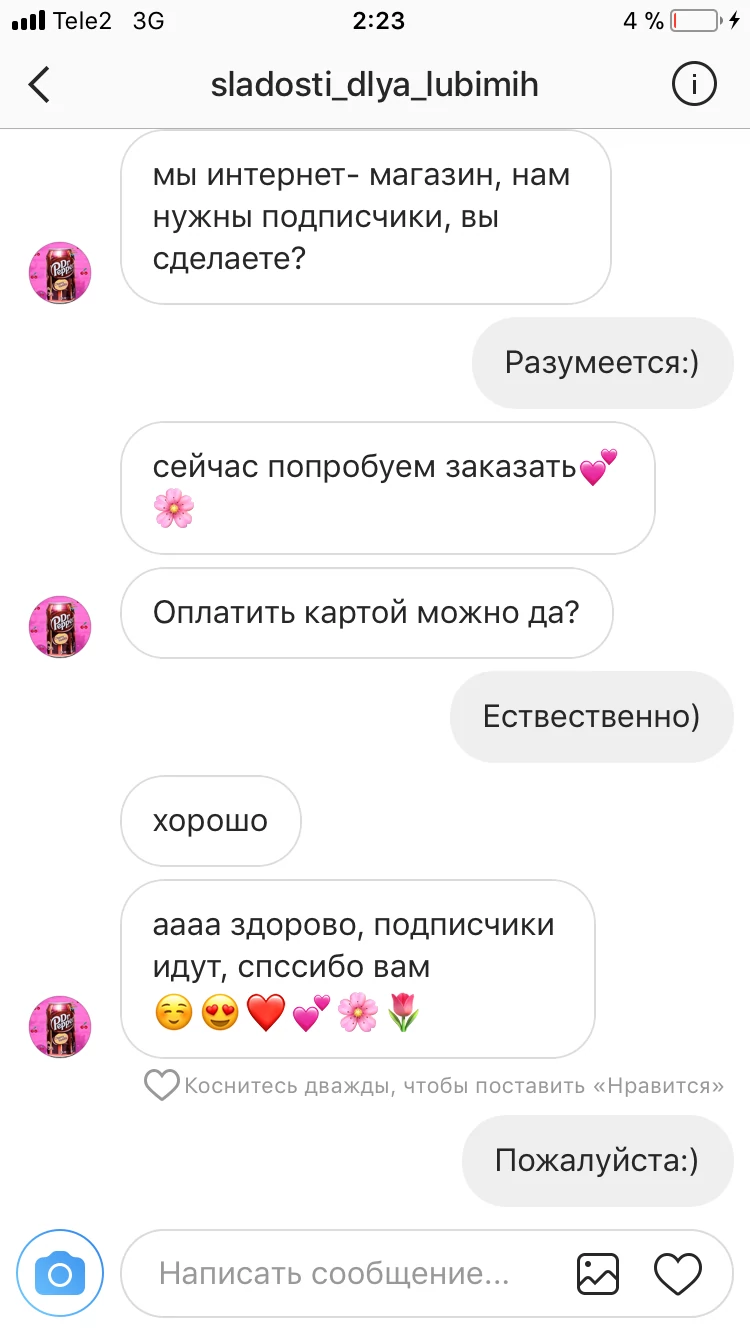 Tele2 3G 2:23 4 %
sladosti_dlya_lubimih
мы интернет- магазин, нам
нужны подписчики, вы
сделаете?
Разумеется:)
сейчас попробуем заказать💕
🌸
Оплатить картой можно да?
Ествественно)
хорошо
аааа здорово, подписчики
идут, спссибо вам
☺️😍❤️💕🌸🌷
Коснитесь дважды, чтобы поставить «Нравится»
Пожалуйста:)
Написать сообщение...